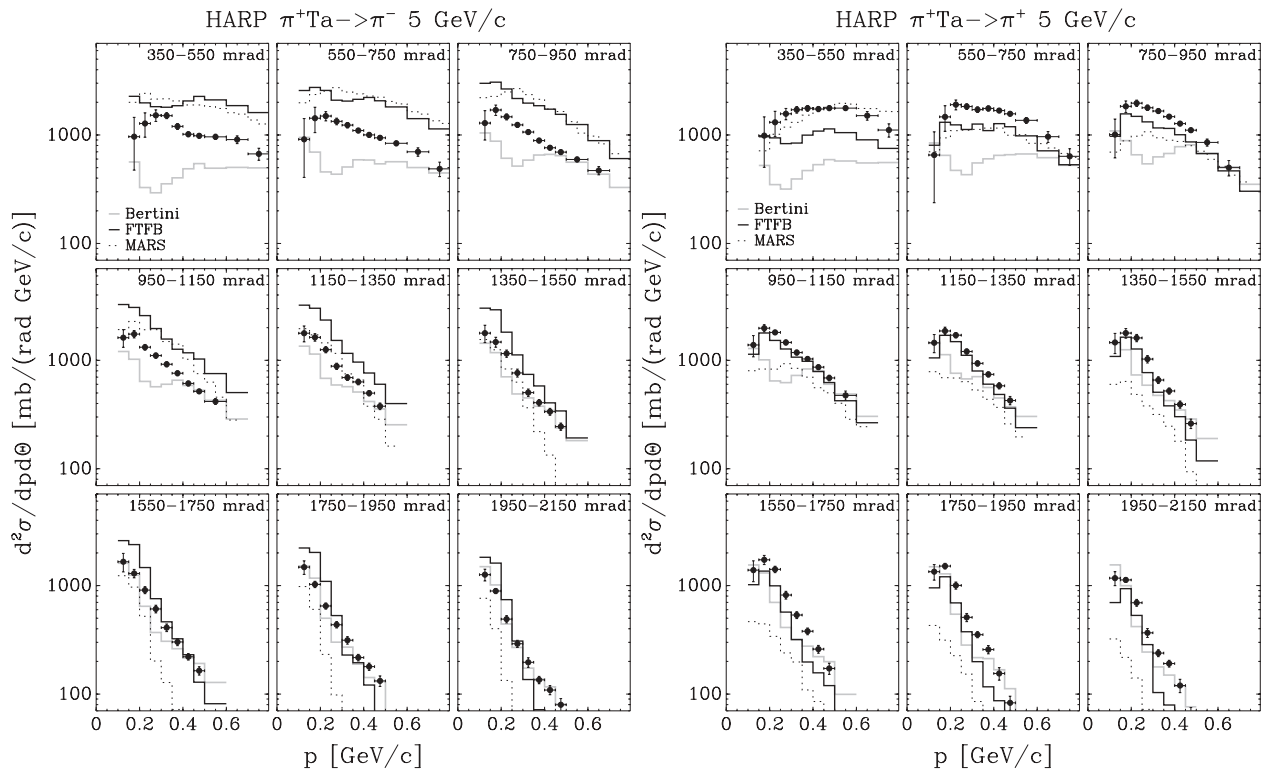 HARP π⁺Ta−>π⁻ 5 GeV/c
d²σ/dpdΘ [mb/(rad GeV/c)]
350−550 mrad
550−750 mrad
750−950 mrad
1000
100
Bertini
FTFB
MARS
950−1150 mrad
1150−1350 mrad
1350−1550 mrad
1000
100
1550−1750 mrad
1750−1950 mrad
1950−2150 mrad
1000
100
0 0.2 0.4 0.6 0 0.2 0.4 0.6 0 0.2 0.4 0.6
p [GeV/c]
HARP π⁺Ta−>π⁺ 5 GeV/c
d²σ/dpdΘ [mb/(rad GeV/c)]
350−550 mrad
550−750 mrad
750−950 mrad
1000
100
Bertini
FTFB
MARS
950−1150 mrad
1150−1350 mrad
1350−1550 mrad
1000
100
1550−1750 mrad
1750−1950 mrad
1950−2150 mrad
1000
100
0 0.2 0.4 0.6 0 0.2 0.4 0.6 0 0.2 0.4 0.6
p [GeV/c]